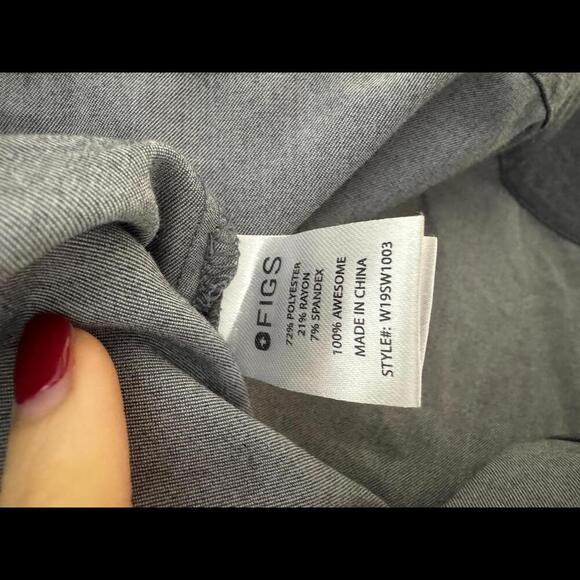 FIGS
72% POLYESTER
21% RAYON
7% SPANDEX
100% AWESOME
MADE IN CHINA
STYLE#: W19SW1003